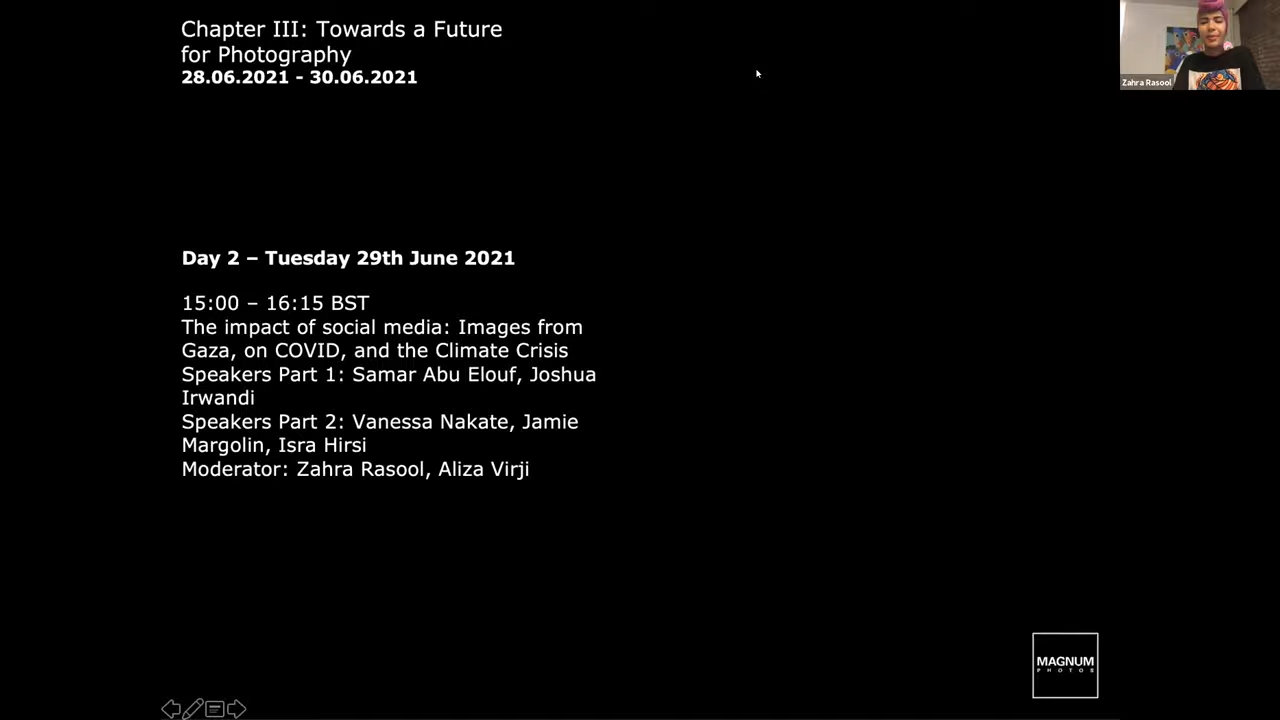 Chapter III: Towards a Future
for Photography
28.06.2021 - 30.06.2021
Zahra Rasool
Day 2 – Tuesday 29th June 2021
15:00 – 16:15 BST
The impact of social media: Images from
Gaza, on COVID, and the Climate Crisis
Speakers Part 1: Samar Abu Elouf, Joshua
Irwandi
Speakers Part 2: Vanessa Nakate, Jamie
Margolin, Isra Hirsi
Moderator: Zahra Rasool, Aliza Virji
MAGNUM
PHOTOS